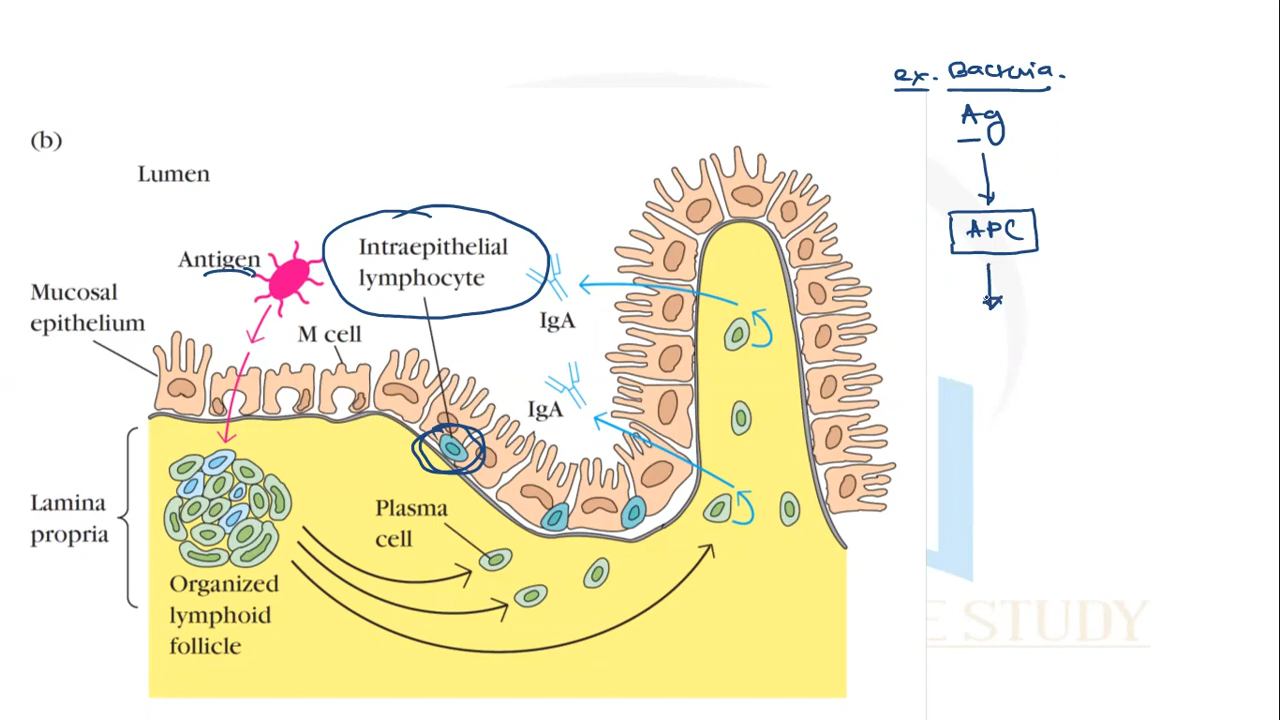 (b)
Lumen
Antigen
Intraepithelial
lymphocyte
Mucosal
epithelium
M cell
IgA
IgA
Lamina
propria
Plasma
cell
Organized
lymphoid
follicle
ex. Bacteria.
Ag
APC
E STUDY